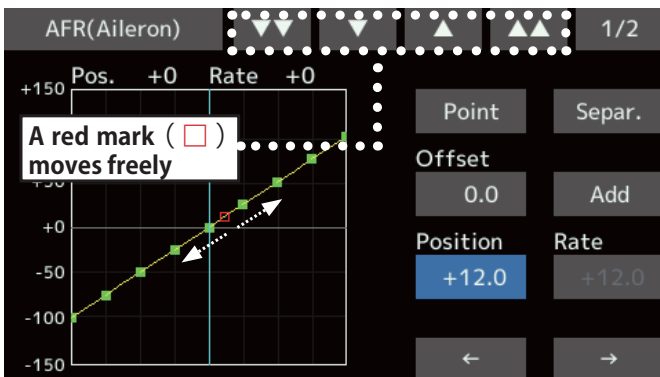 AFR(Aileron) ▼▼ ▼ ▲ ▲▲ 1/2
Pos. +0 Rate +0
+150
A red mark (□)
moves freely
+50
+0
-50
-100
-150
Point Separ.
Offset
0.0 Add
Position Rate
+12.0 +12.0
← →